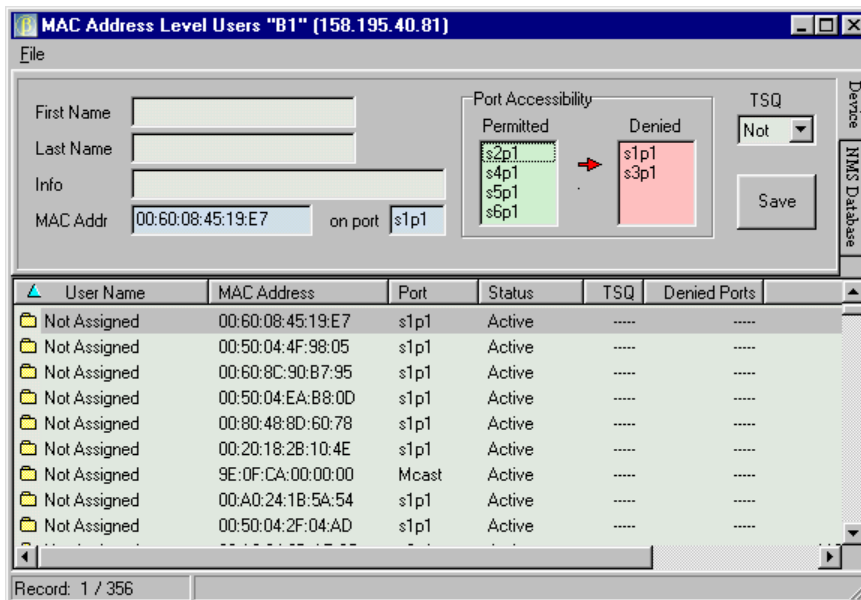 β MAC Address Level Users "B1" (158.195.40.81)
File
First Name
Last Name
Info
MAC Addr 00:60:08:45:19:E7 on port s1p1
Port Accessibility
Permitted Denied
s2p1 s1p1
s4p1 s3p1
s5p1
s6p1
TSQ
Not
Save
Device
NMS Database
User Name MAC Address Port Status TSQ Denied Ports
Not Assigned 00:60:08:45:19:E7 s1p1 Active ----- -----
Not Assigned 00:50:04:4F:98:05 s1p1 Active ----- -----
Not Assigned 00:60:8C:90:B7:95 s1p1 Active ----- -----
Not Assigned 00:50:04:EA:B8:0D s1p1 Active ----- -----
Not Assigned 00:80:48:8D:60:78 s1p1 Active ----- -----
Not Assigned 00:20:18:2B:10:4E s1p1 Active ----- -----
Not Assigned 9E:0F:CA:00:00:00 Mcast Active ----- -----
Not Assigned 00:A0:24:1B:5A:54 s1p1 Active ----- -----
Not Assigned 00:50:04:2F:04:AD s1p1 Active ----- -----
Record: 1 / 356